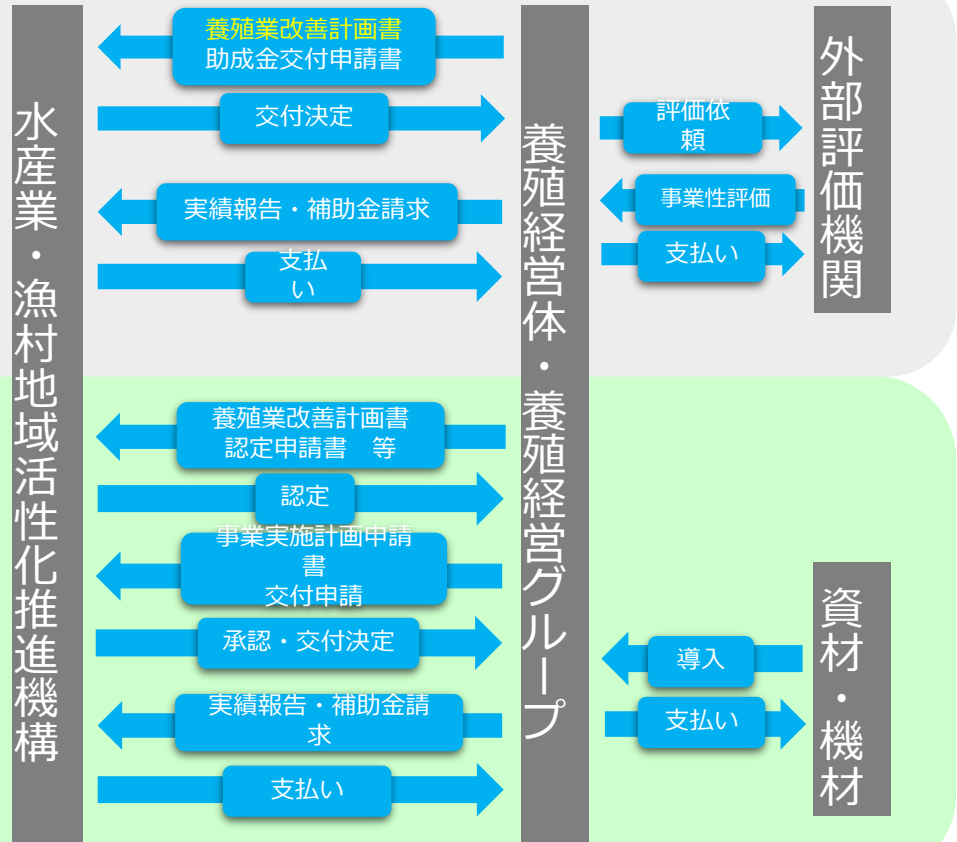 水産業・漁村地域活性化推進機構
養殖業改善計画書
助成金交付申請書
交付決定
実績報告・補助金請求
支払
い
養殖業改善計画書
認定申請書　等
認定
事業実施計画申請
書
交付申請
承認・交付決定
実績報告・補助金請
求
支払い
養殖経営体・養殖経営グループ
評価依
頼
事業性評価
支払い
導入
支払い
外部評価機関
資材・機材